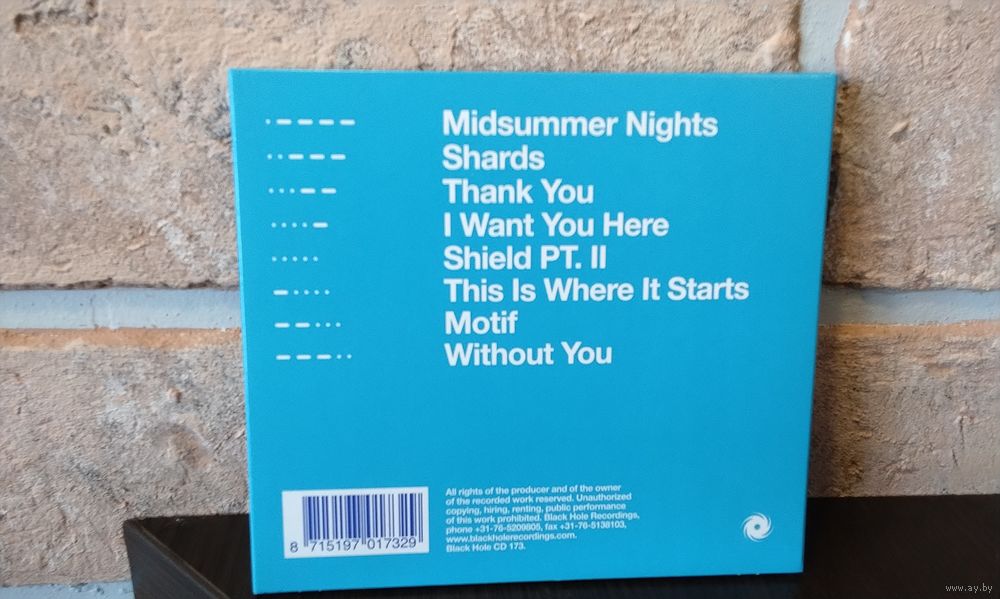 .---- Midsummer Nights
..--- Shards
...-- Thank You
....- I Want You Here
..... Shield PT. II
-.... This Is Where It Starts
--... Motif
---.. Without You
All rights of the producer and of the owner
of the recorded work reserved. Unauthorized
copying, hiring, renting, public performance
of this work prohibited. Black Hole Recordings,
phone +31-76-5209805, fax +31-76-5138103,
www.blackholerecordings.com.
Black Hole CD 173.
8 715197 017329
www.ay.by